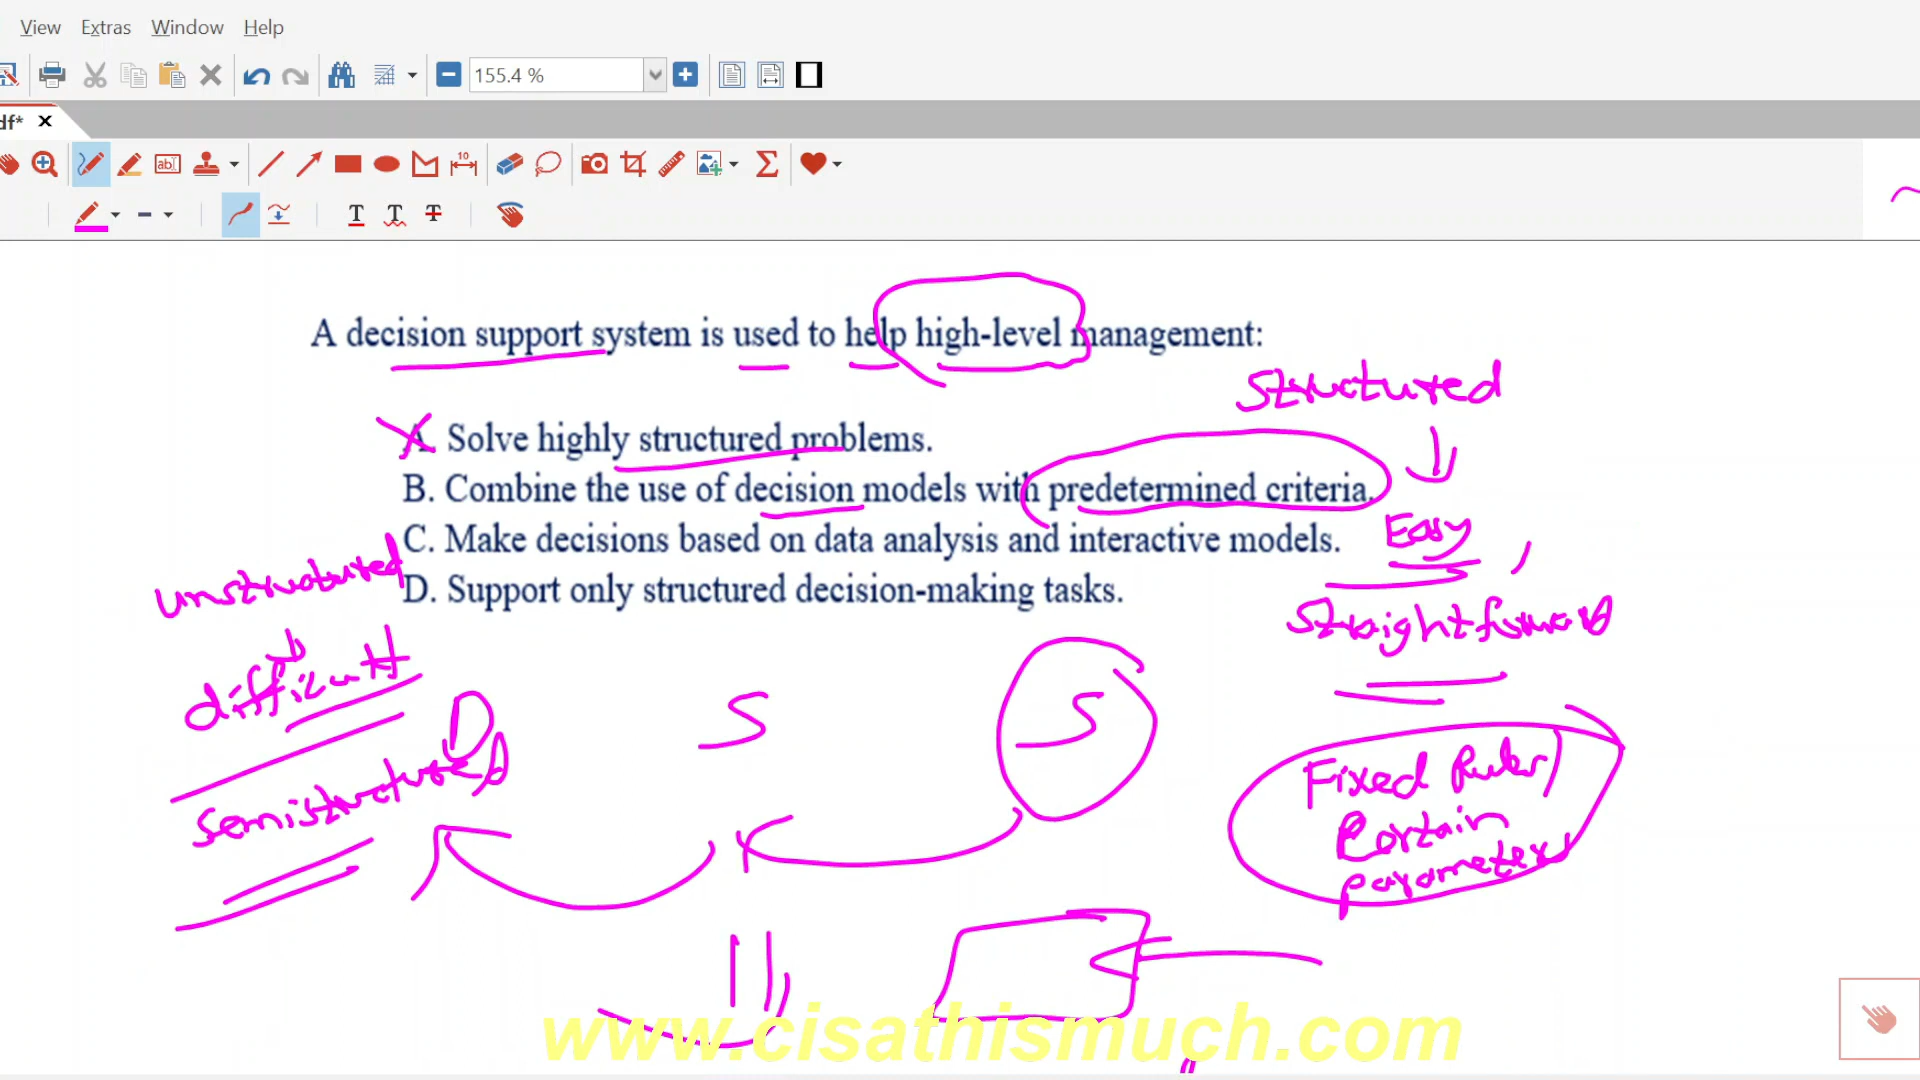 View Extras Window Help
155.4 %
df*
A decision support system is used to help high-level management:
structured
A. Solve highly structured problems.
B. Combine the use of decision models with predetermined criteria.
C. Make decisions based on data analysis and interactive models.
Easy
D. Support only structured decision-making tasks.
unstructured
straightforward
difficult
D S S
semistructured
Fixed Rules/
Certain
parameters
www.cisathismuch.com